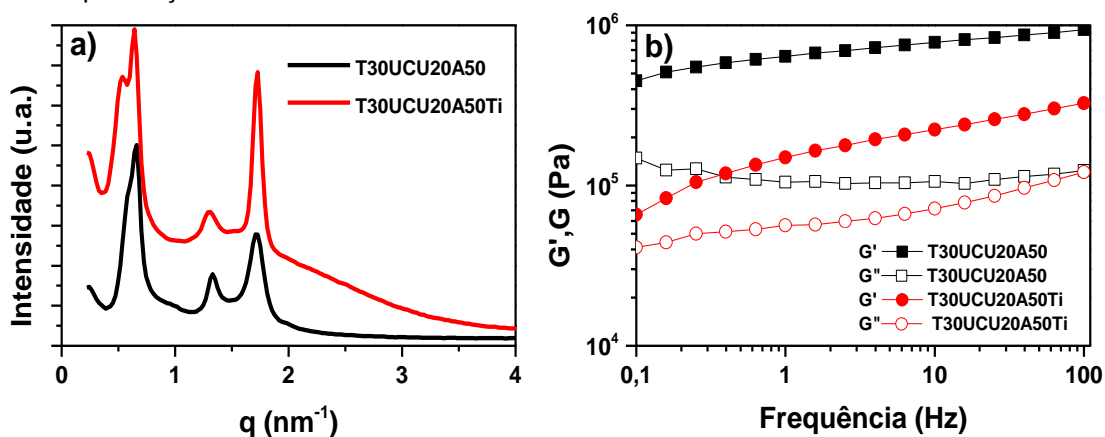 a)
T30UCU20A50
T30UCU20A50Ti
Intensidade (u.a.)
0 1 2 3 4
q (nm-1)
b)
10^6
10^5
10^4
G',G (Pa)
G' T30UCU20A50
G" T30UCU20A50
G' T30UCU20A50Ti
G" T30UCU20A50Ti
0,1 1 10 100
Frequência (Hz)